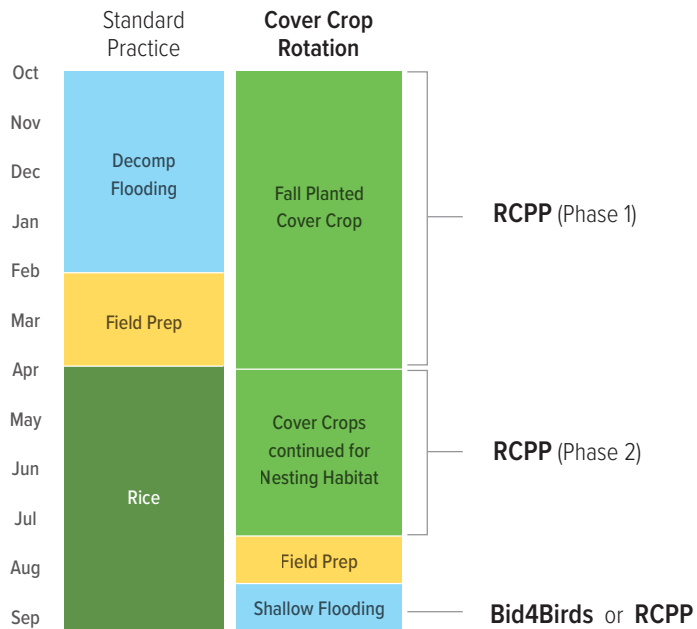 Standard
Practice
Cover Crop
Rotation
Oct
Nov
Dec
Jan
Feb
Mar
Apr
May
Jun
Jul
Aug
Sep
Decomp
Flooding
Field Prep
Rice
Fall Planted
Cover Crop
Cover Crops
continued for
Nesting Habitat
Field Prep
Shallow Flooding
RCPP (Phase 1)
RCPP (Phase 2)
Bid4Birds or RCPP